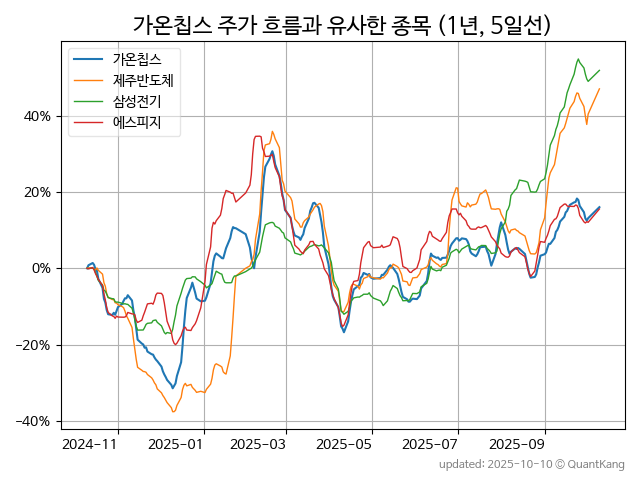 가온칩스 주가 흐름과 유사한 종목 (1년, 5일선)
가온칩스
제주반도체
삼성전기
에스피지
40%
20%
0%
−20%
−40%
2024-11 2025-01 2025-03 2025-05 2025-07 2025-09
updated: 2025-10-10 © QuantKang